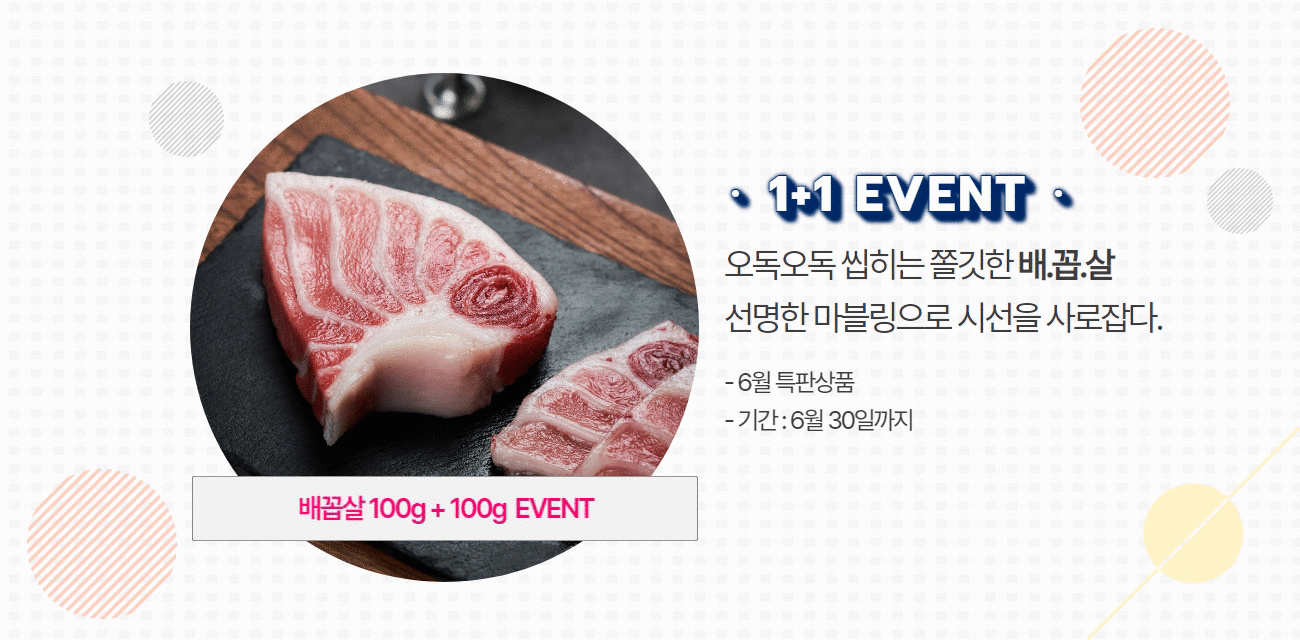 • 1+1 EVENT •
오독오독 씹히는 쫄깃한 배.꼽.살
선명한 마블링으로 시선을 사로잡다.
- 6월 특판상품
- 기간 : 6월 30일까지
배꼽살 100g + 100g EVENT